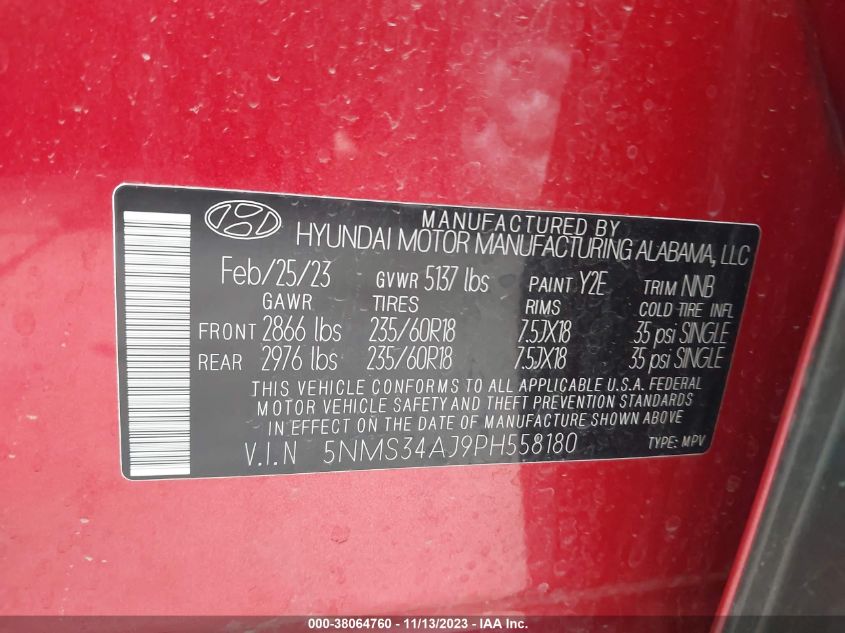 MANUFACTURED BY
HYUNDAI MOTOR MANUFACTURING ALABAMA, LLC
Feb/25/23 GVWR 5137 lbs PAINT Y2E TRIM NNB
GAWR TIRES RIMS COLD TIRE INFL
FRONT 2866 lbs 235/60R18 7.5JX18 35 psi SINGLE
REAR 2976 lbs 235/60R18 7.5JX18 35 psi SINGLE
THIS VEHICLE CONFORMS TO ALL APPLICABLE U.S.A. FEDERAL
MOTOR VEHICLE SAFETY AND THEFT PREVENTION STANDARDS
IN EFFECT ON THE DATE OF MANUFACTURE SHOWN ABOVE
V.I.N 5NMS34AJ9PH558180 TYPE: MPV
000-38064760 - 11/13/2023 - IAA Inc.